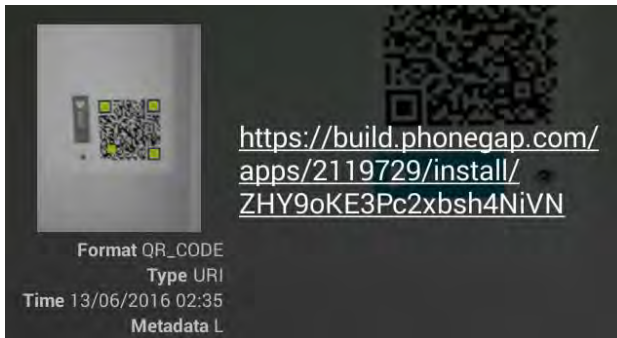 https://build.phonegap.com/
apps/2119729/install/
ZHY9oKE3Pc2xbsh4NiVN
Format QR_CODE
Type URI
Time 13/06/2016 02:35
Metadata L